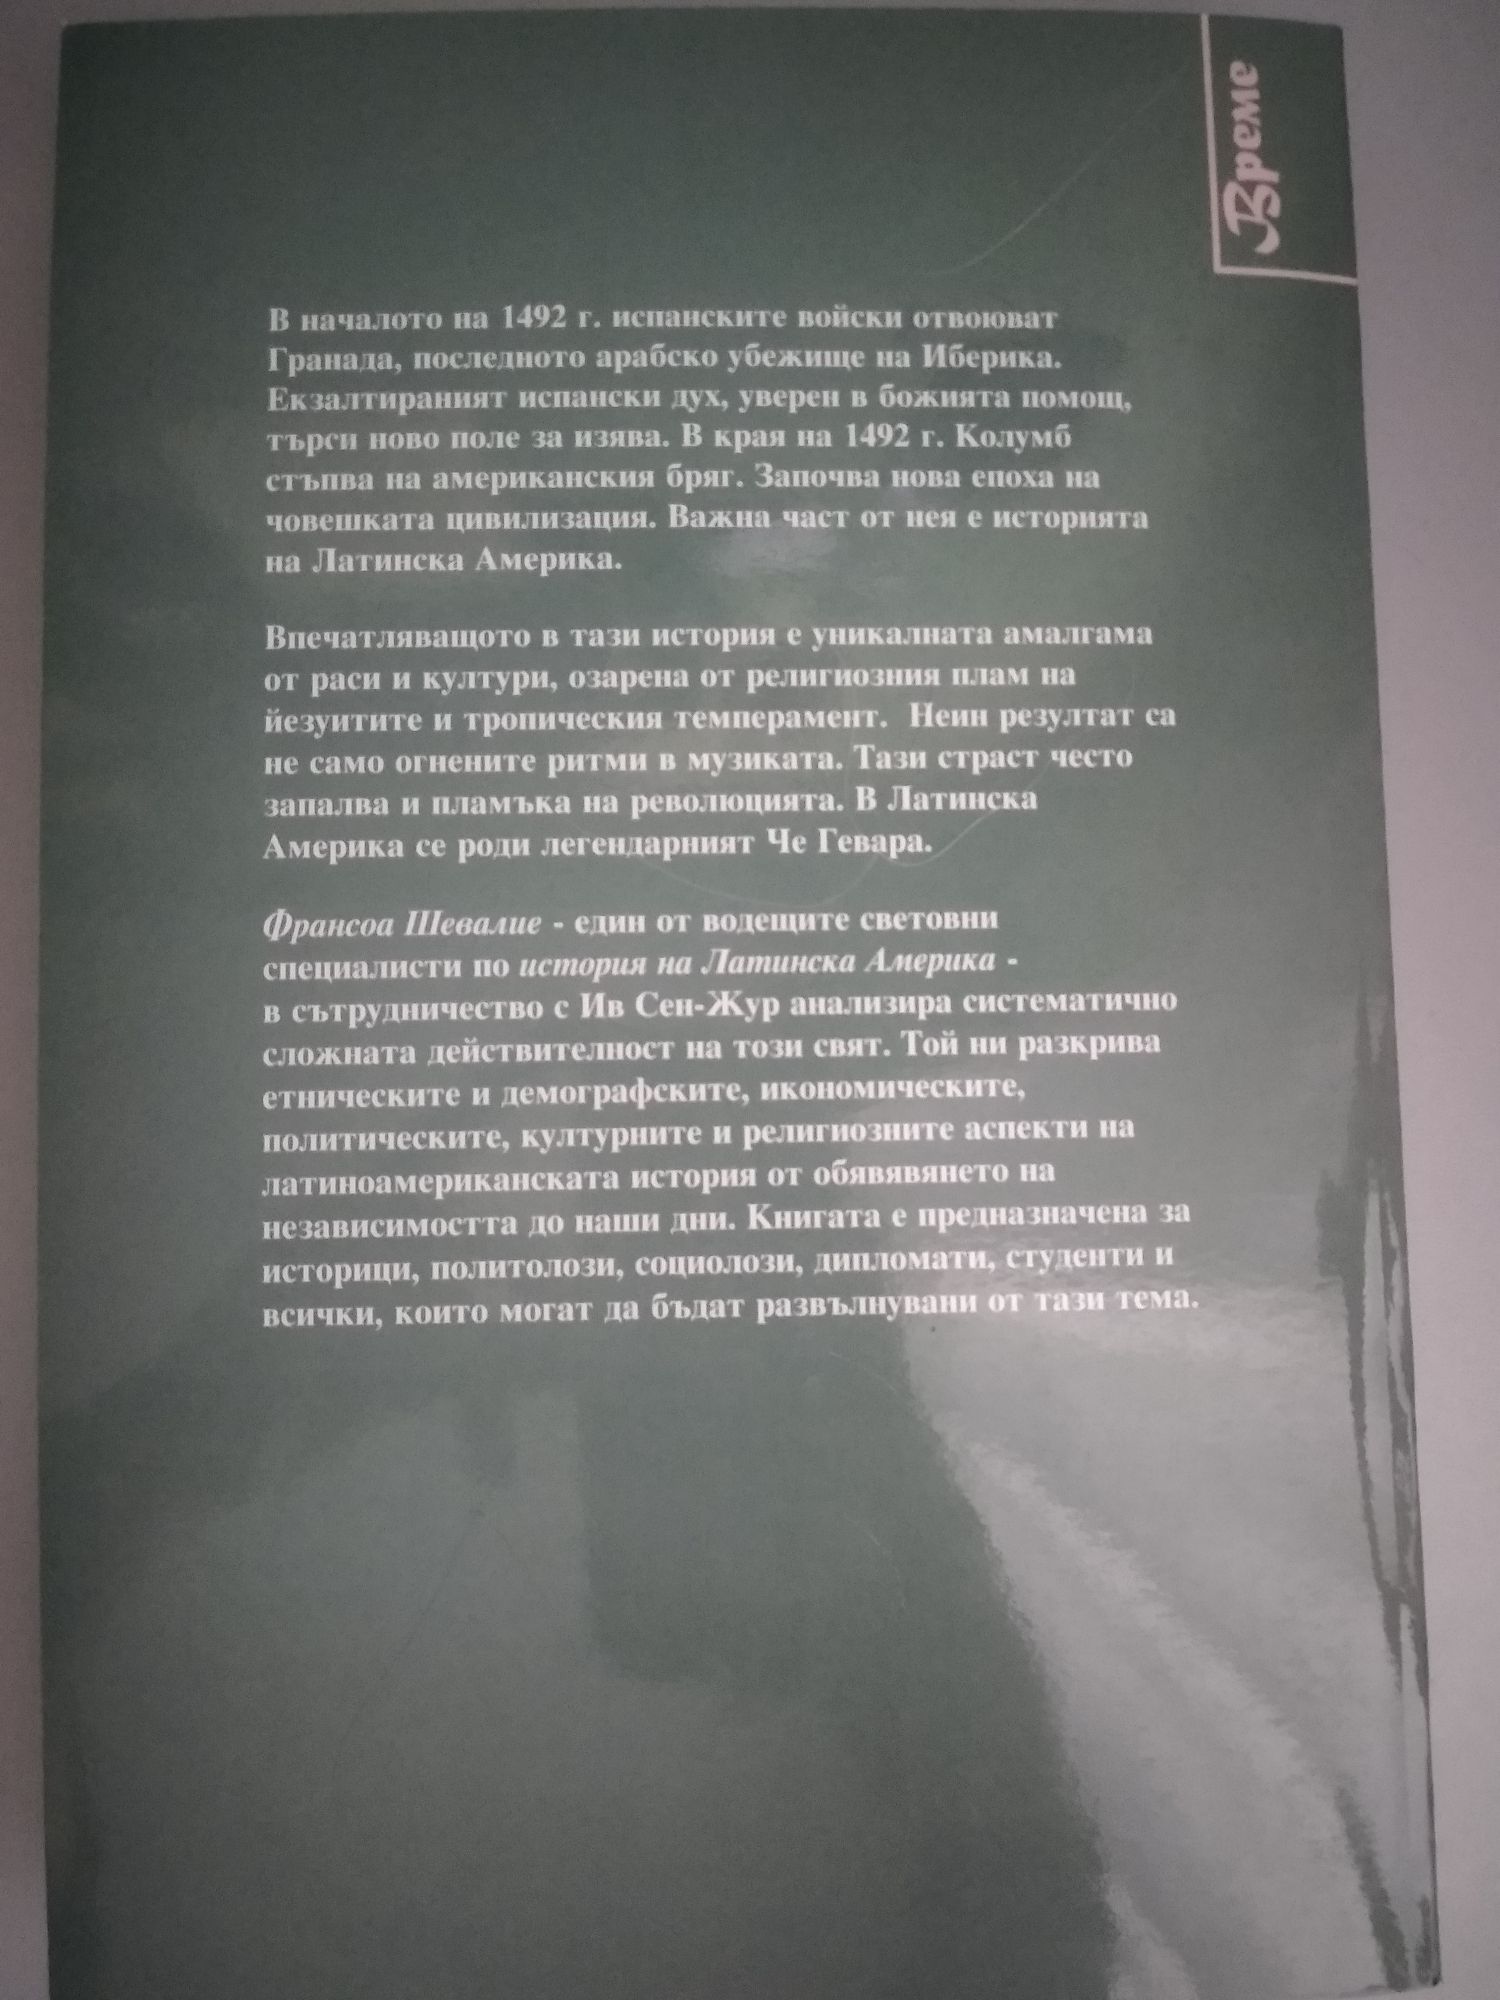 Време
В началото на 1492 г. испанските войски отвоюват
Гранада, последното арабско убежище на Иберика.
Екзалтираният испански дух, уверен в божията помощ,
търси ново поле за изява. В края на 1492 г. Колумб
стъпва на американския бряг. Започва нова епоха на
човешката цивилизация. Важна част от нея е историята
на Латинска Америка.
Впечатляващото в тази история е уникалната амалгама
от раси и култури, озарена от религиозния плам на
йезуитите и тропическия темперамент. Неин резултат са
не само огнените ритми в музиката. Тази страст често
запалва и пламъка на революцията. В Латинска
Америка се роди легендарният Че Гевара.
Франсоа Шевалие - един от водещите световни
специалисти по история на Латинска Америка -
в сътрудничество с Ив Сен-Жур анализира систематично
сложната действителност на този свят. Той ни разкрива
етническите и демографските, икономическите,
политическите, културните и религиозните аспекти на
латиноамериканската история от обявявянето на
независимостта до наши дни. Книгата е предназначена за
историци, политолози, социолози, дипломати, студенти и
всички, които могат да бъдат развълнувани от тази тема.